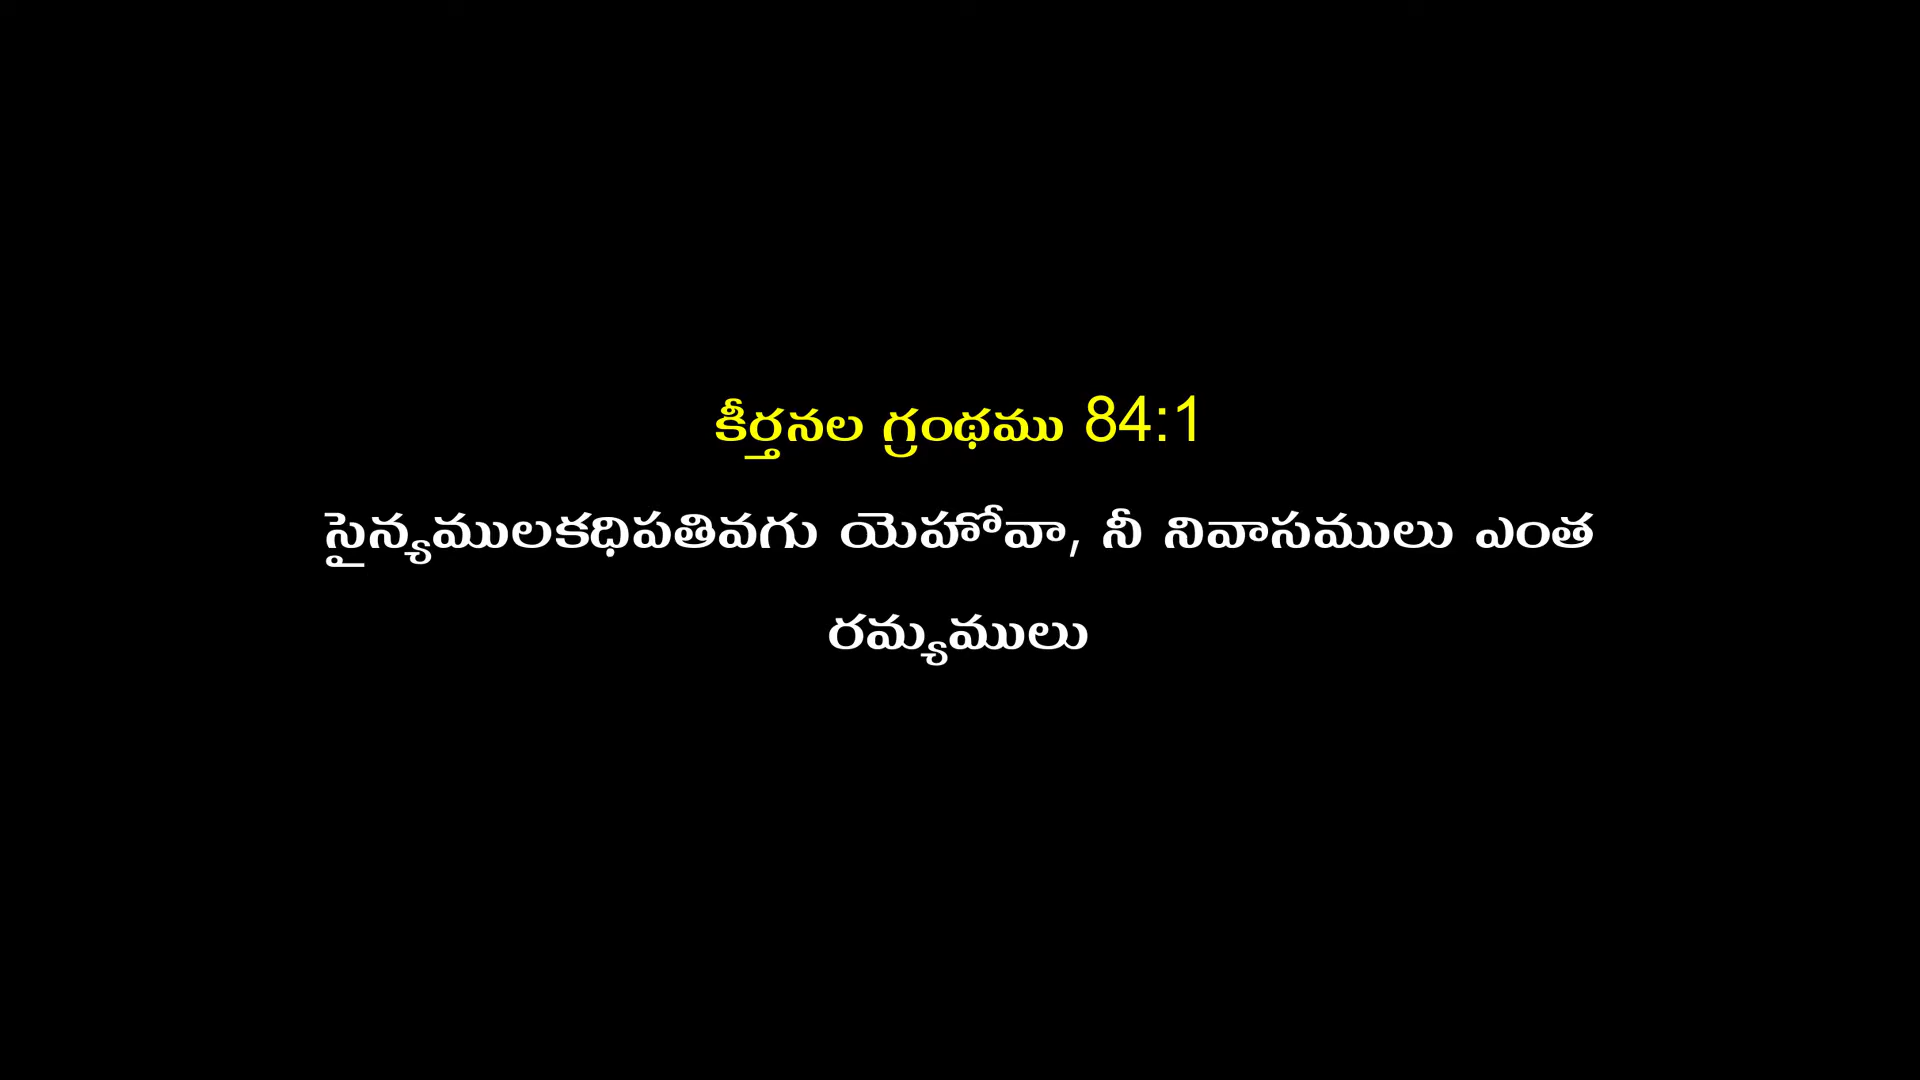 కీర్తనల గ్రంథము 84:1
సైన్యములకధిపతివగు యెహోవా, నీ నివాసములు ఎంత
రమ్యములు